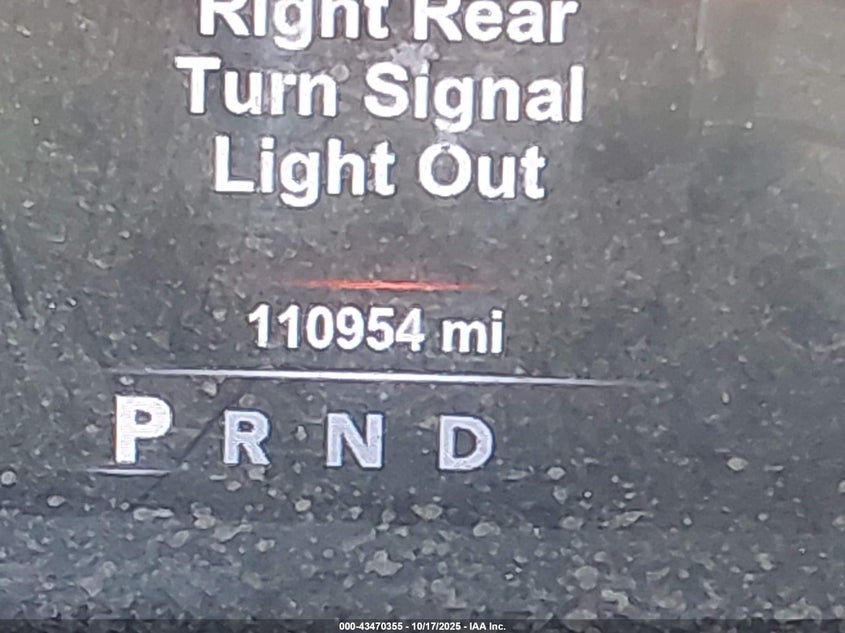 Right Rear
Turn Signal
Light Out
110954 mi
P R N D
000-43470355 - 10/17/2025 - IAA Inc.